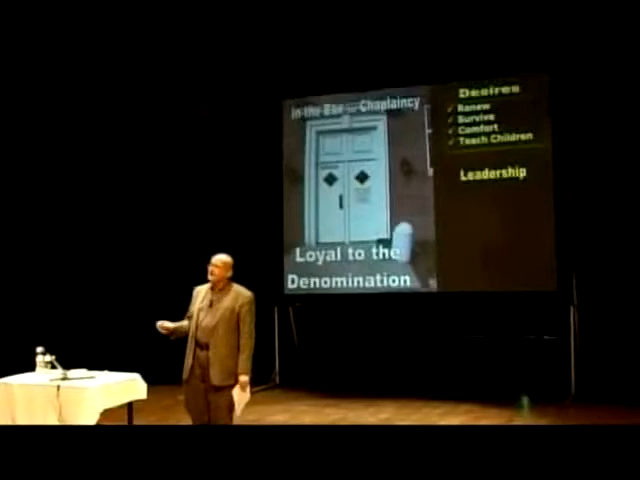 In the Box ... Chaplaincy
Loyal to the
Denomination
Desires
✓ Renew
✓ Survive
✓ Comfort
✓ Teach Children
Leadership